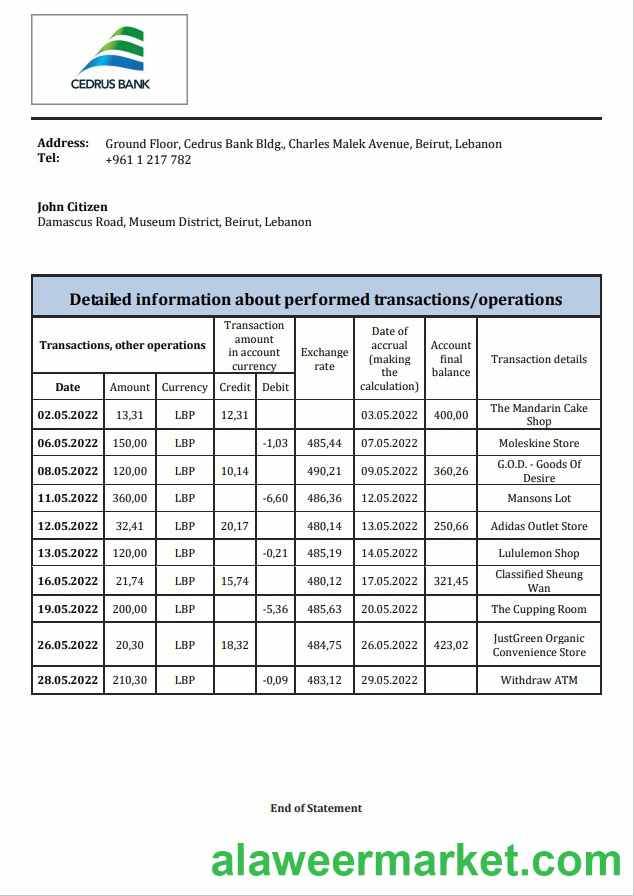 CEDRUS BANK
Address: Ground Floor, Cedrus Bank Bldg., Charles Malek Avenue, Beirut, Lebanon
Tel: +961 1 217 782
John Citizen
Damascus Road, Museum District, Beirut, Lebanon
Detailed information about performed transactions/operations
Transactions, other operations
Transaction
amount
in account
currency
Exchange
rate
Date of
accrual
(making
the
calculation)
Account
final
balance
Transaction details
Date Amount Currency Credit Debit
02.05.2022 13,31 LBP 12,31 03.05.2022 400,00 The Mandarin Cake
Shop
06.05.2022 150,00 LBP -1,03 485,44 07.05.2022 Moleskine Store
08.05.2022 120,00 LBP 10,14 490,21 09.05.2022 360,26 G.O.D. - Goods Of
Desire
11.05.2022 360,00 LBP -6,60 486,36 12.05.2022 Mansons Lot
12.05.2022 32,41 LBP 20,17 480,14 13.05.2022 250,66 Adidas Outlet Store
13.05.2022 120,00 LBP -0,21 485,19 14.05.2022 Lululemon Shop
16.05.2022 21,74 LBP 15,74 480,12 17.05.2022 321,45 Classified Sheung
Wan
19.05.2022 200,00 LBP -5,36 485,63 20.05.2022 The Cupping Room
26.05.2022 20,30 LBP 18,32 484,75 26.05.2022 423,02 JustGreen Organic
Convenience Store
28.05.2022 210,30 LBP -0,09 483,12 29.05.2022 Withdraw ATM
End of Statement
alaweermarket.com